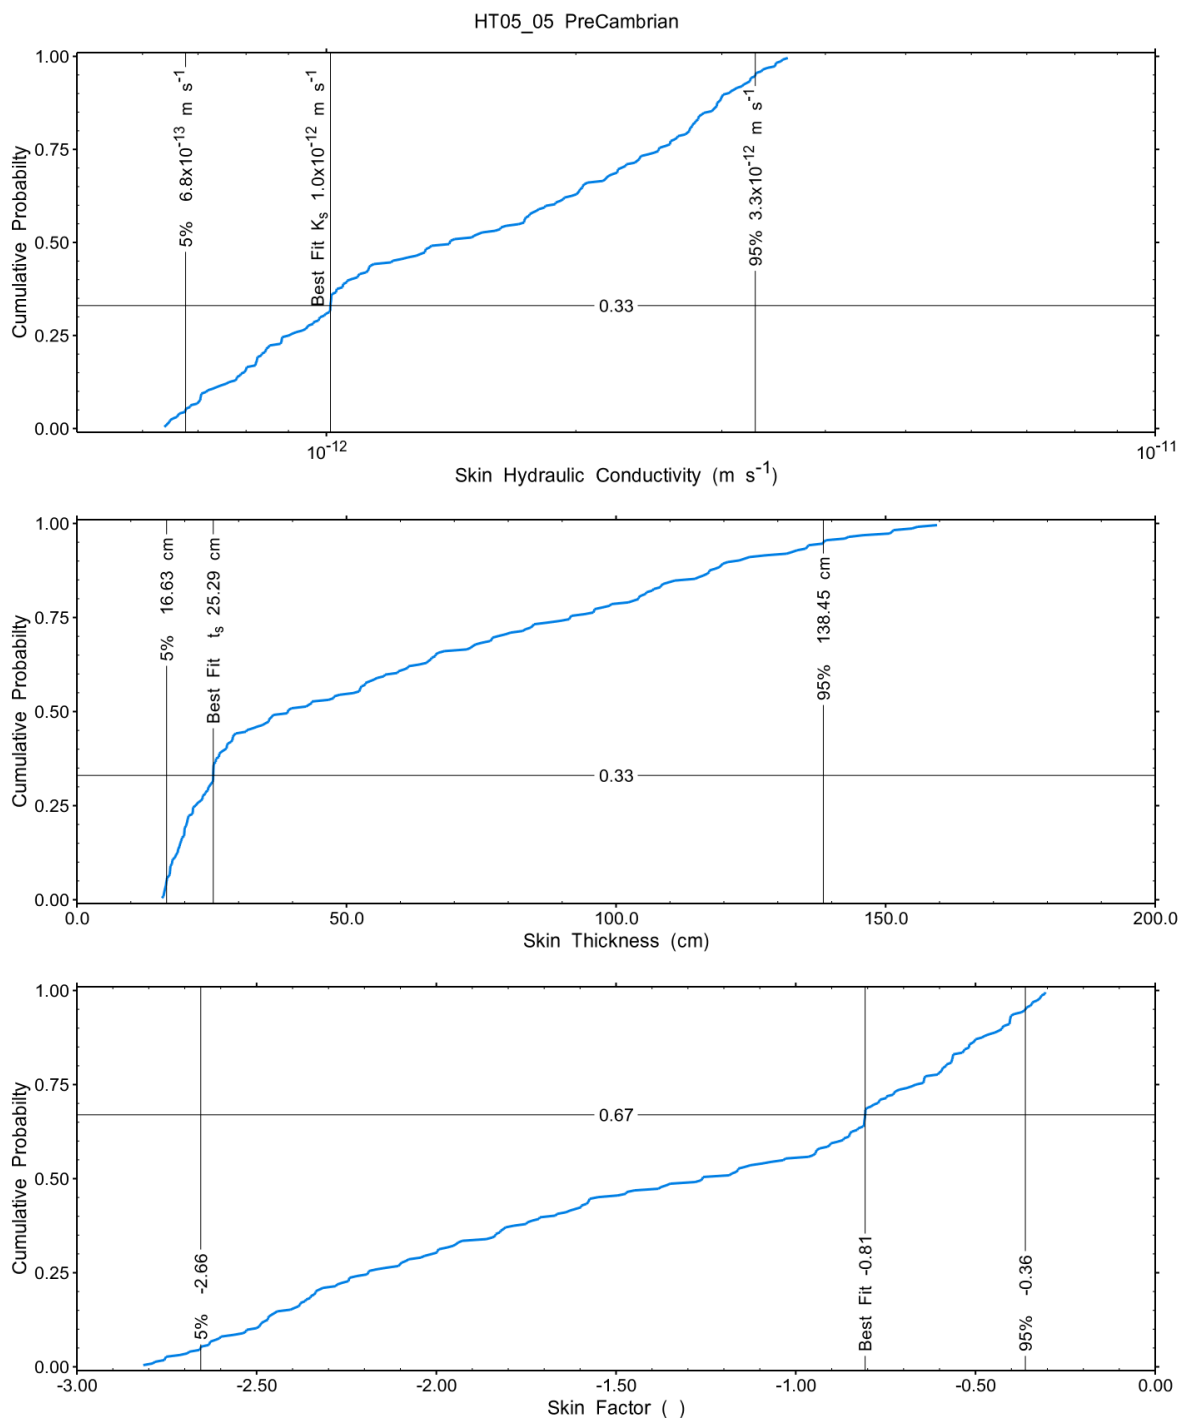 HT05_05 PreCambrian
1.00
0.75
0.50
0.25
0.00
Cumulative Probabilty
5% 6.8x10⁻¹³ m s⁻¹
Best Fit Kₛ 1.0x10⁻¹² m s⁻¹
95% 3.3x10⁻¹² m s⁻¹
0.33
10⁻¹²
10⁻¹¹
Skin Hydraulic Conductivity (m s⁻¹)
1.00
0.75
0.50
0.25
0.00
Cumulative Probabilty
5% 16.63 cm
Best Fit tₛ 25.29 cm
95% 138.45 cm
0.33
0.0
50.0
100.0
150.0
200.0
Skin Thickness (cm)
1.00
0.75
0.50
0.25
0.00
Cumulative Probabilty
5% -2.66
Best Fit -0.81
95% -0.36
0.67
-3.00
-2.50
-2.00
-1.50
-1.00
-0.50
0.00
Skin Factor ( )